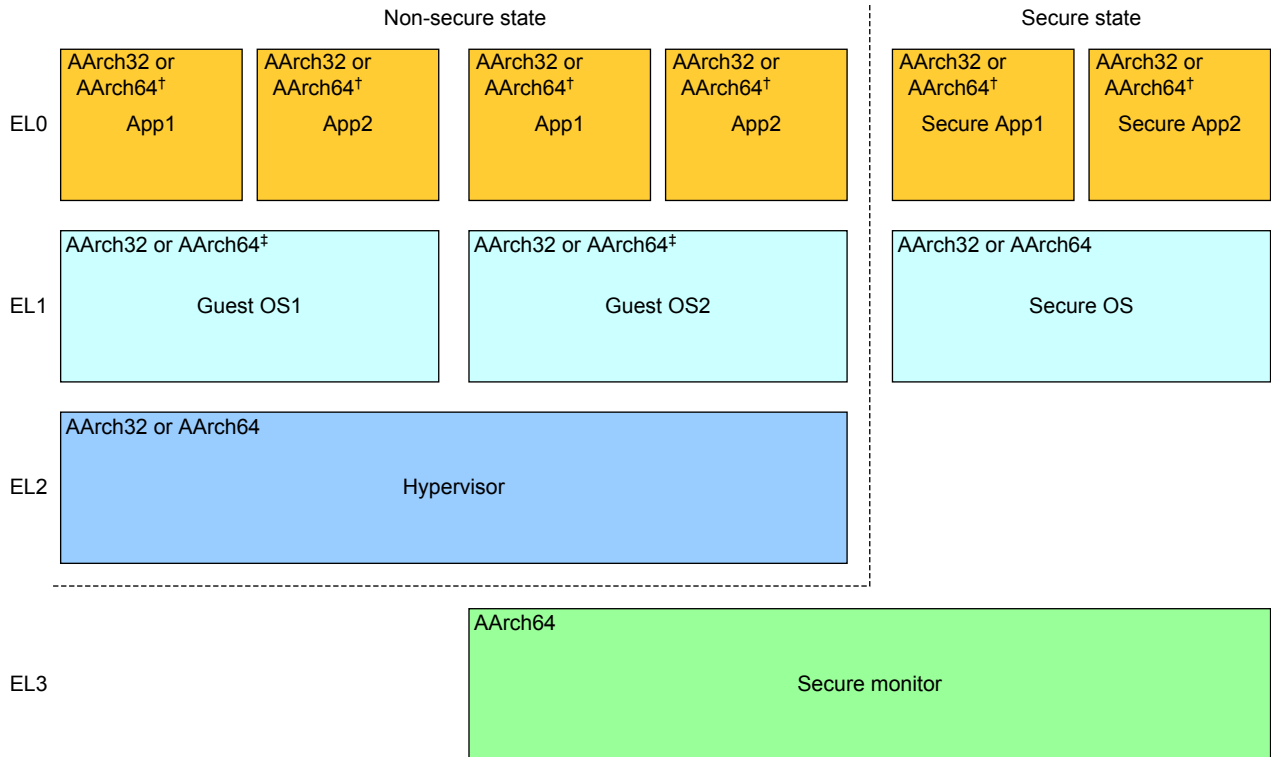 Non-secure state
Secure state
AArch32 or
AArch64†
App1
AArch32 or
AArch64†
App2
AArch32 or
AArch64†
App1
AArch32 or
AArch64†
App2
AArch32 or
AArch64†
Secure App1
AArch32 or
AArch64†
Secure App2
EL0
AArch32 or AArch64‡
Guest OS1
AArch32 or AArch64‡
Guest OS2
AArch32 or AArch64
Secure OS
EL1
AArch32 or AArch64
Hypervisor
EL2
AArch64
Secure monitor
EL3